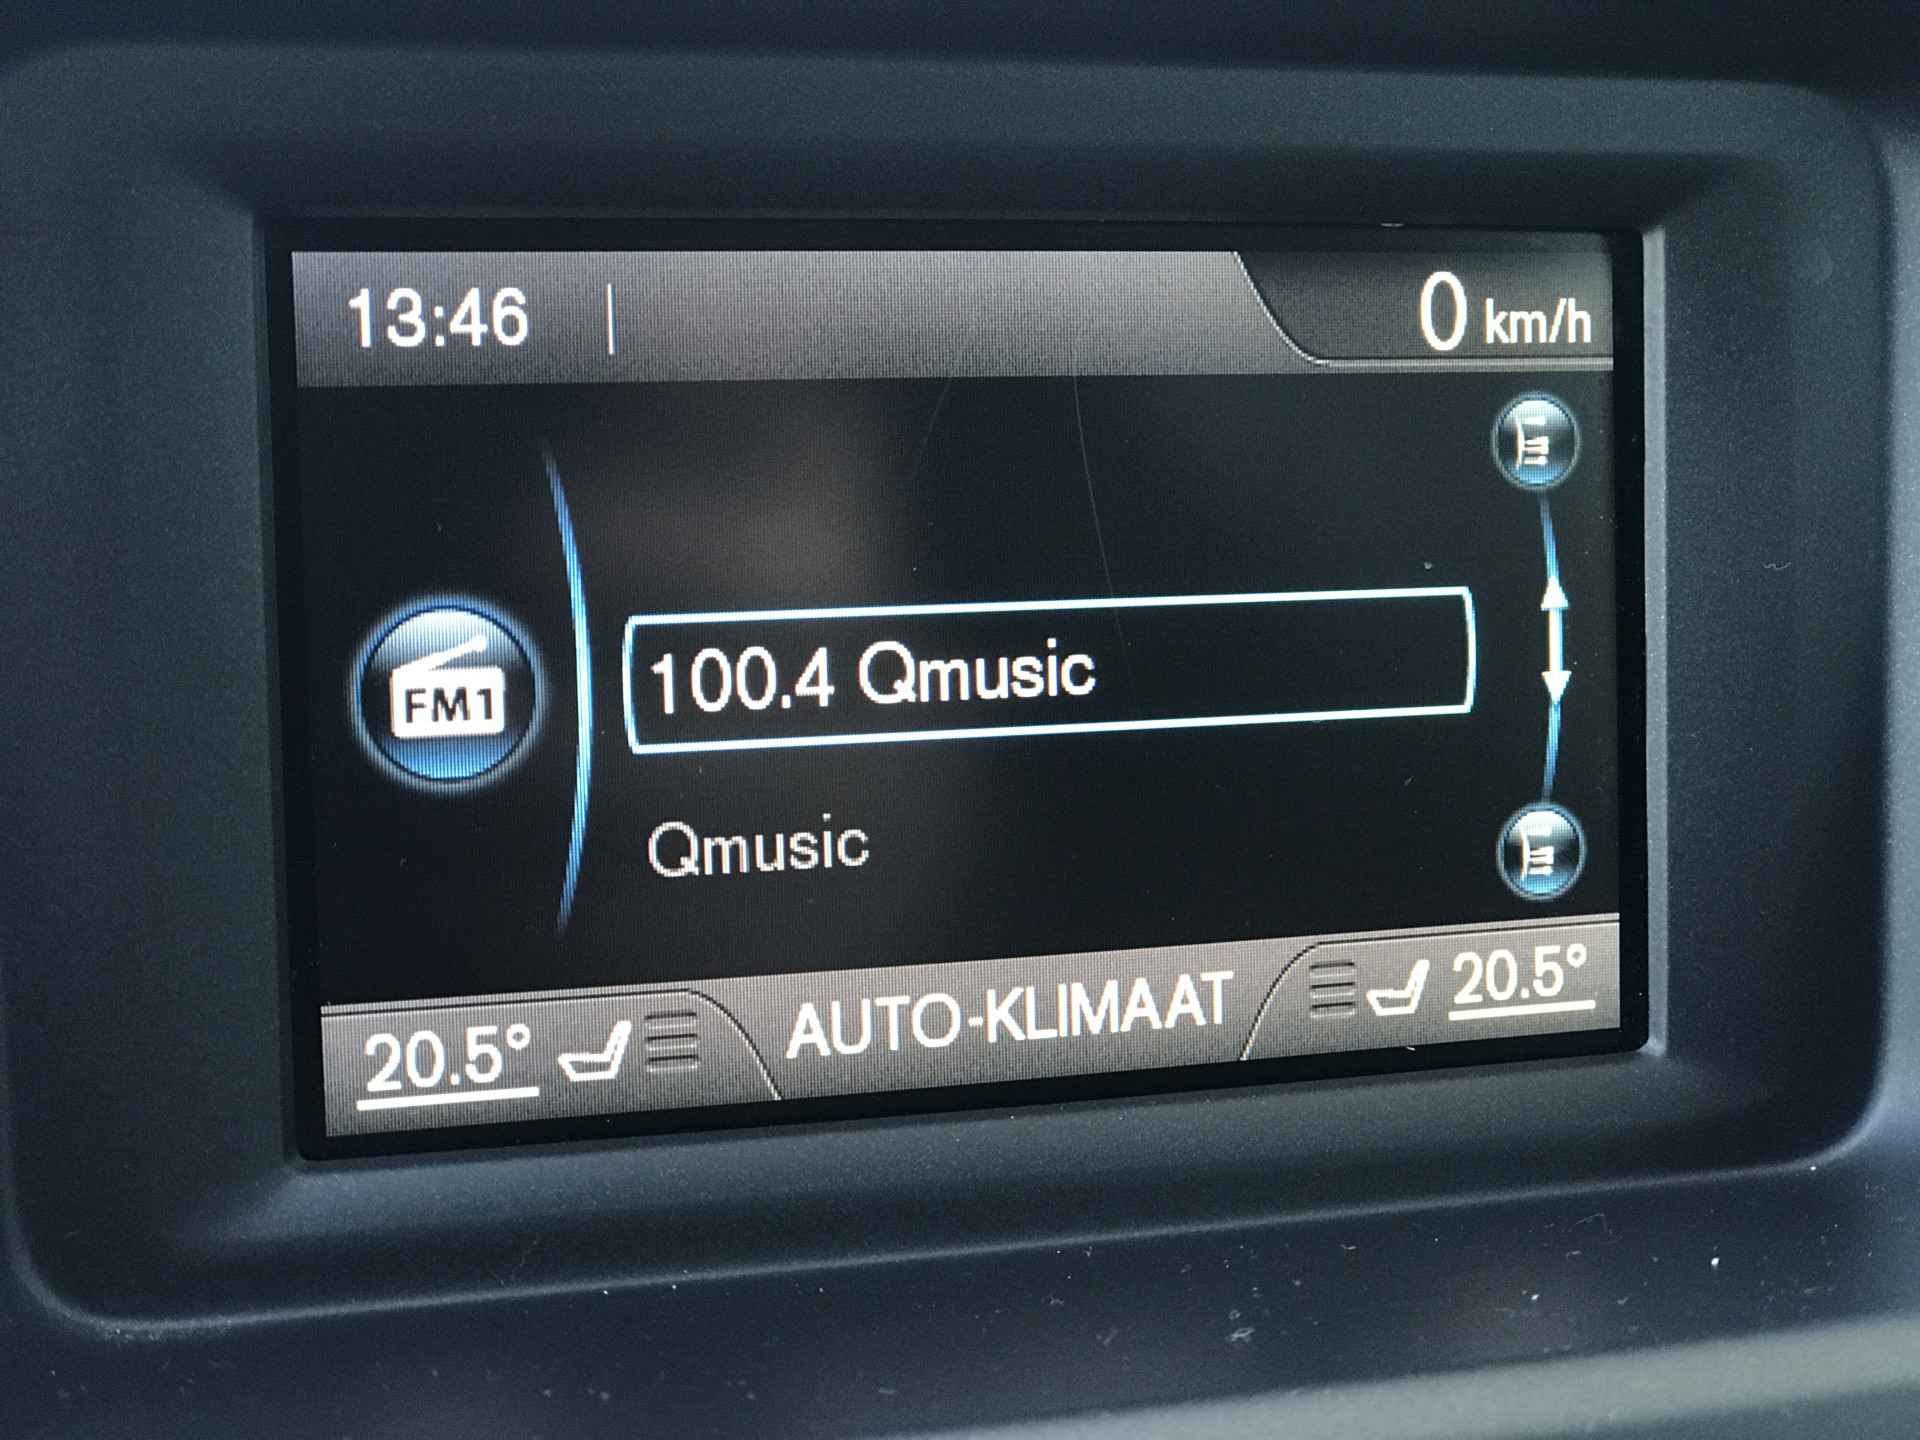 13:46
0 km/h
FM1
100.4 Qmusic
Qmusic
20.5° AUTO-KLIMAAT 20.5°